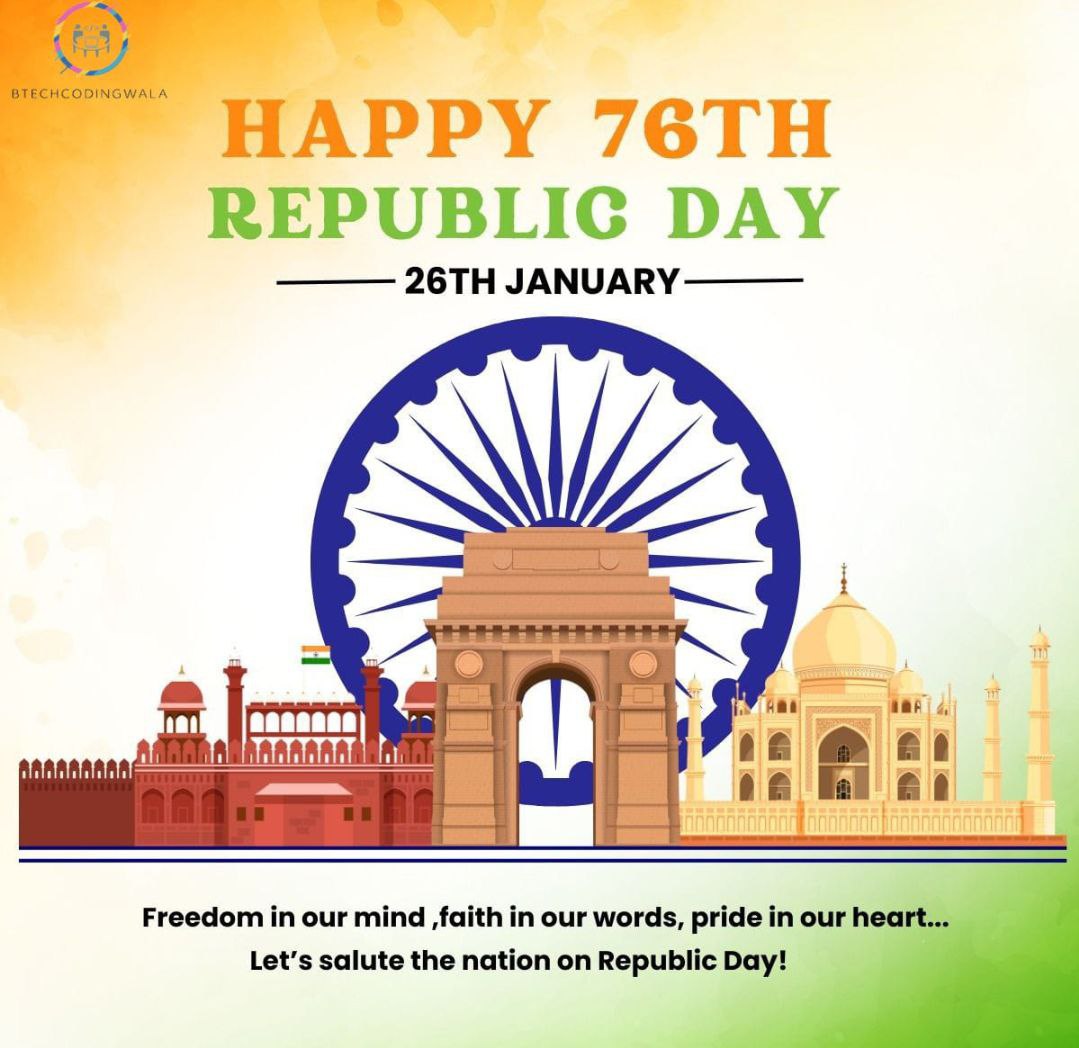 BTECHCODINGWALA
HAPPY 76TH
REPUBLIC DAY
26TH JANUARY
Freedom in our mind ,faith in our words, pride in our heart...
Let's salute the nation on Republic Day!